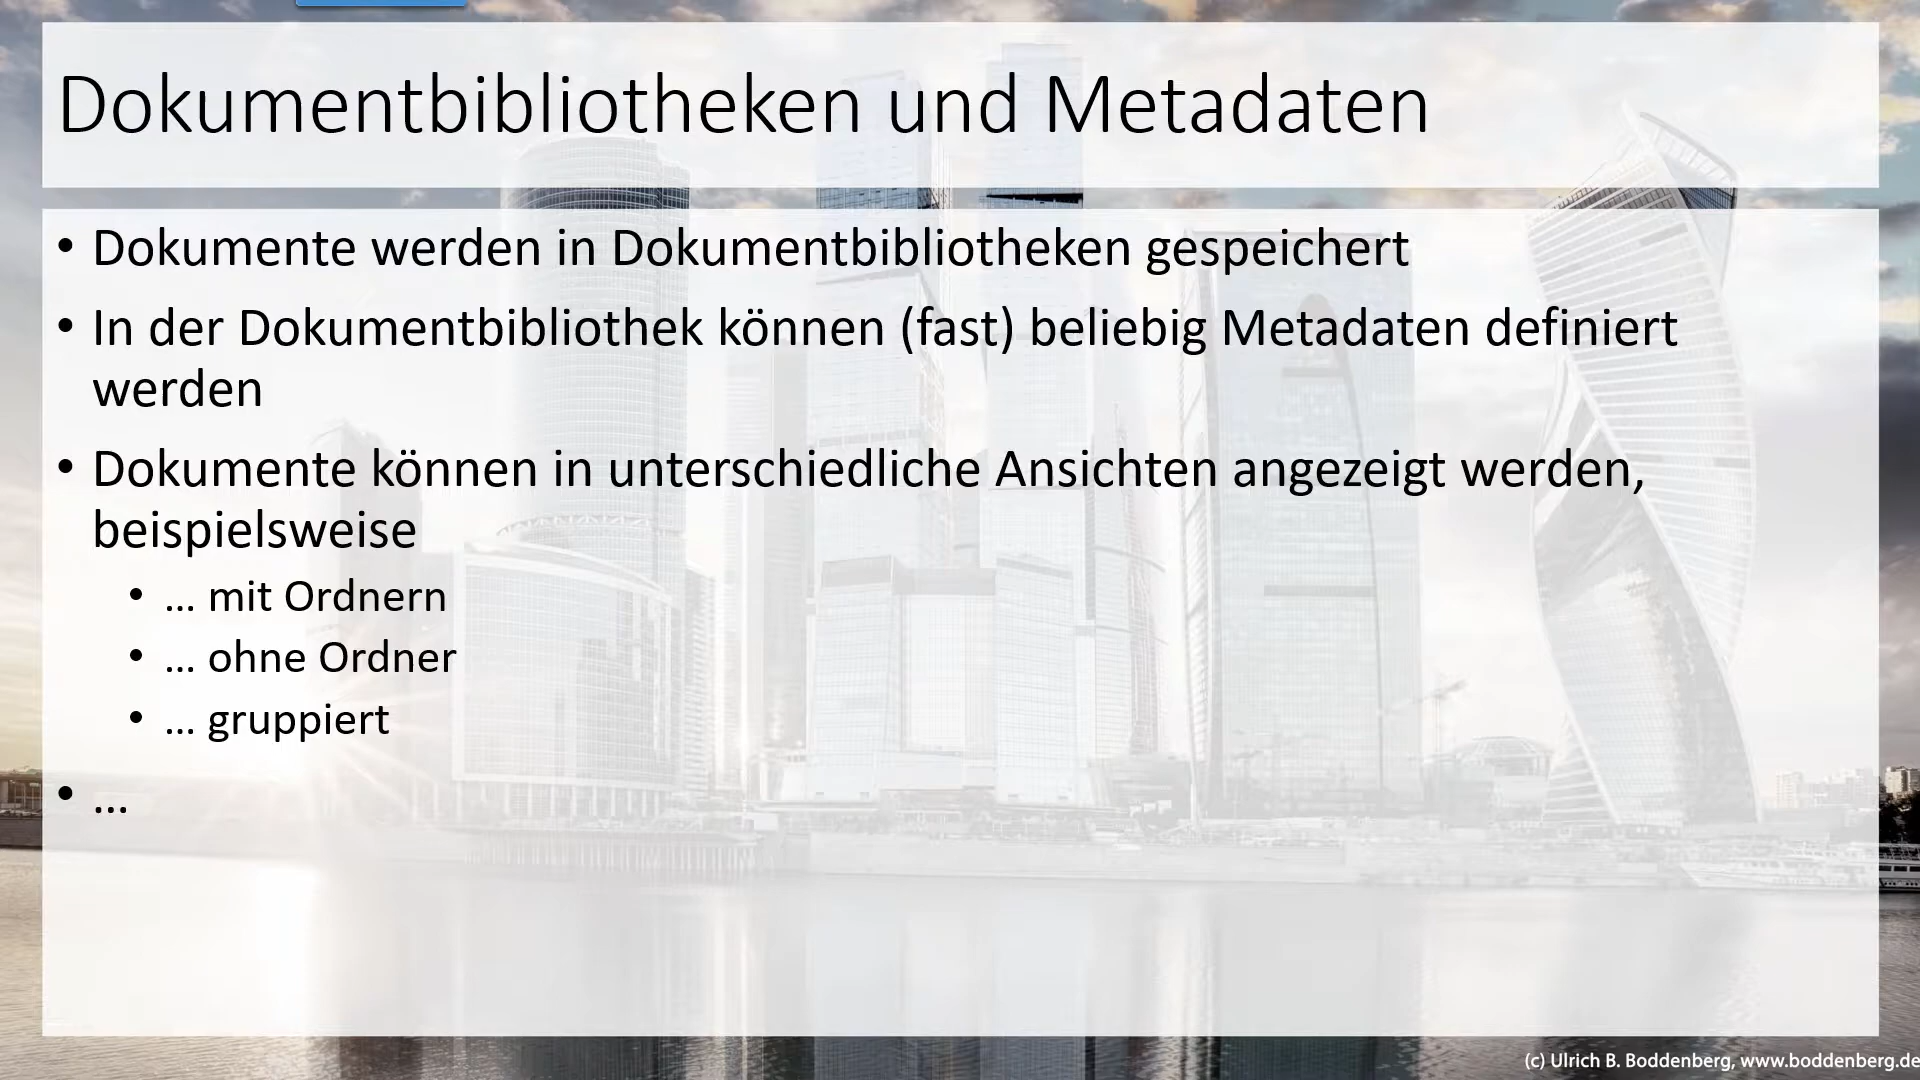 Dokumentbibliotheken und Metadaten
• Dokumente werden in Dokumentbibliotheken gespeichert
• In der Dokumentbibliothek können (fast) beliebig Metadaten definiert
werden
• Dokumente können in unterschiedliche Ansichten angezeigt werden,
beispielsweise
• … mit Ordnern
• … ohne Ordner
• … gruppiert
• …
(c) Ulrich B. Boddenberg, www.boddenberg.de